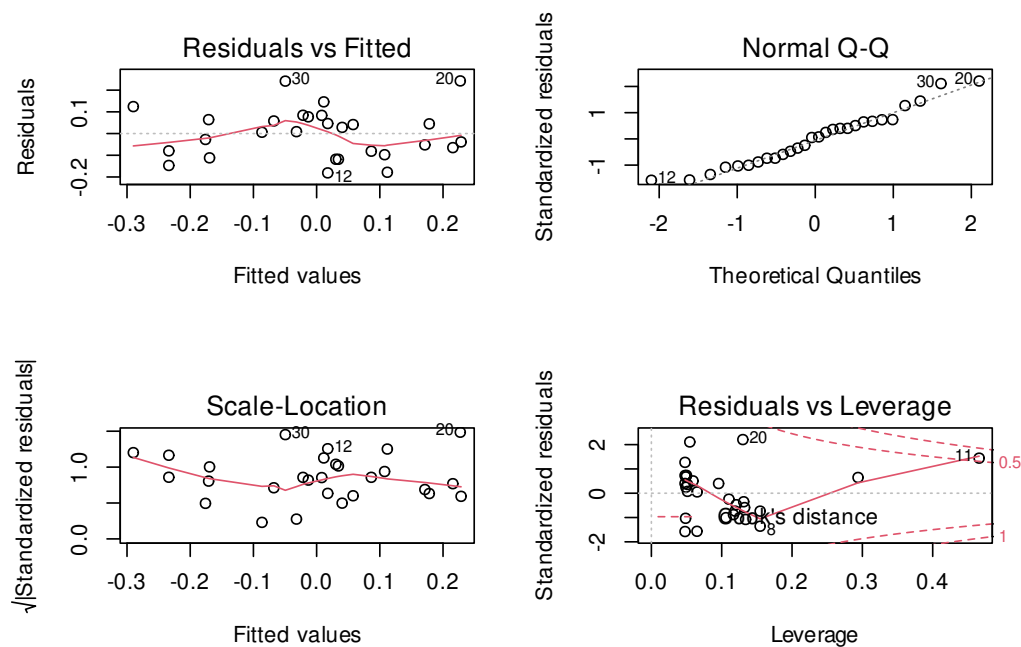 Residuals vs Fitted
Residuals
0.1
-0.2
30
20
12
-0.3 -0.2 -0.1 0.0 0.1 0.2
Fitted values
Normal Q-Q
Standardized residuals
1
-1
30
20
12
-2 -1 0 1 2
Theoretical Quantiles
Scale-Location
√|Standardized residuals|
1.0
0.0
30
12
20
-0.3 -0.2 -0.1 0.0 0.1 0.2
Fitted values
Residuals vs Leverage
Standardized residuals
2
0
-2
20
11
0.5
's distance
8
1
0.0 0.1 0.2 0.3 0.4
Leverage